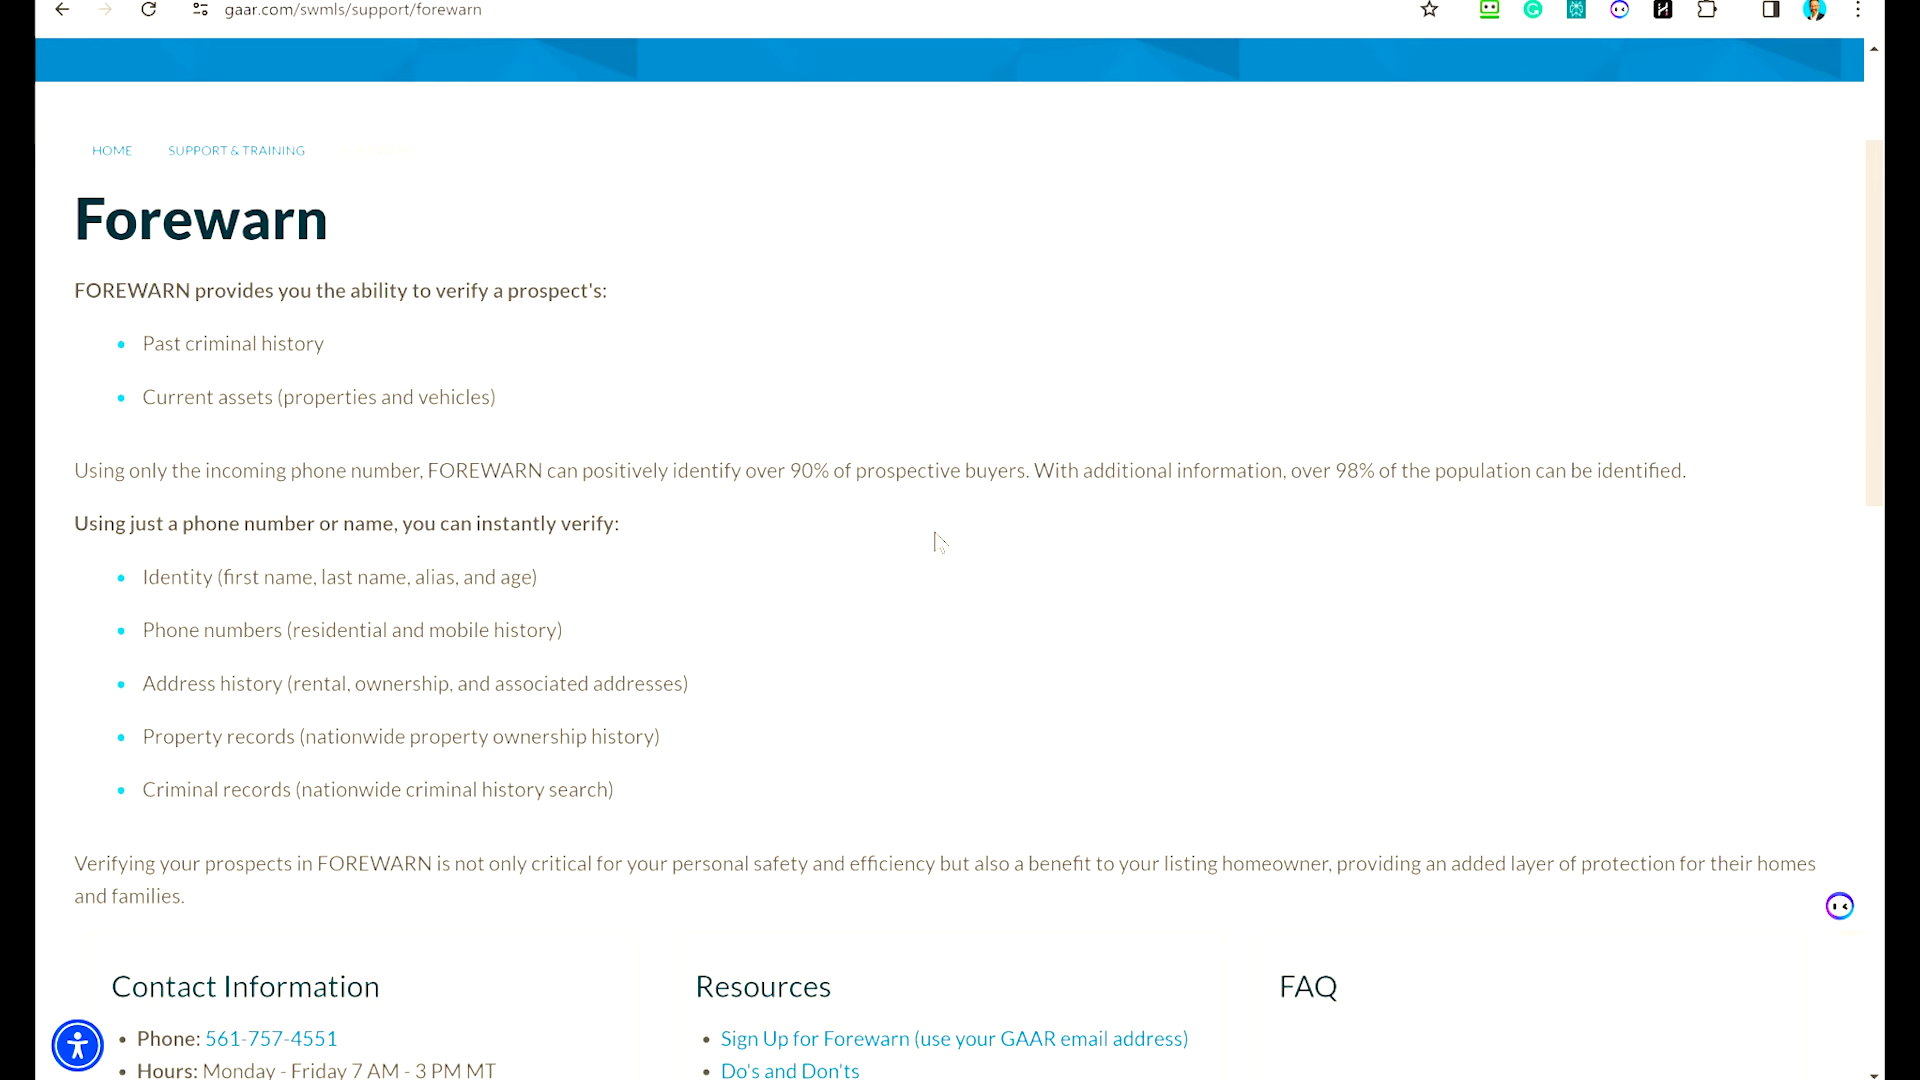 gaar.com/swmls/support/forewarn
HOME SUPPORT & TRAINING
Forewarn
FOREWARN provides you the ability to verify a prospect's:
Past criminal history
Current assets (properties and vehicles)
Using only the incoming phone number, FOREWARN can positively identify over 90% of prospective buyers. With additional information, over 98% of the population can be identified.
Using just a phone number or name, you can instantly verify:
Identity (first name, last name, alias, and age)
Phone numbers (residential and mobile history)
Address history (rental, ownership, and associated addresses)
Property records (nationwide property ownership history)
Criminal records (nationwide criminal history search)
Verifying your prospects in FOREWARN is not only critical for your personal safety and efficiency but also a benefit to your listing homeowner, providing an added layer of protection for their homes
and families.
Contact Information
Phone: 561-757-4551
Hours: Monday - Friday 7 AM - 3 PM MT
Resources
Sign Up for Forewarn (use your GAAR email address)
Do's and Don'ts
FAQ